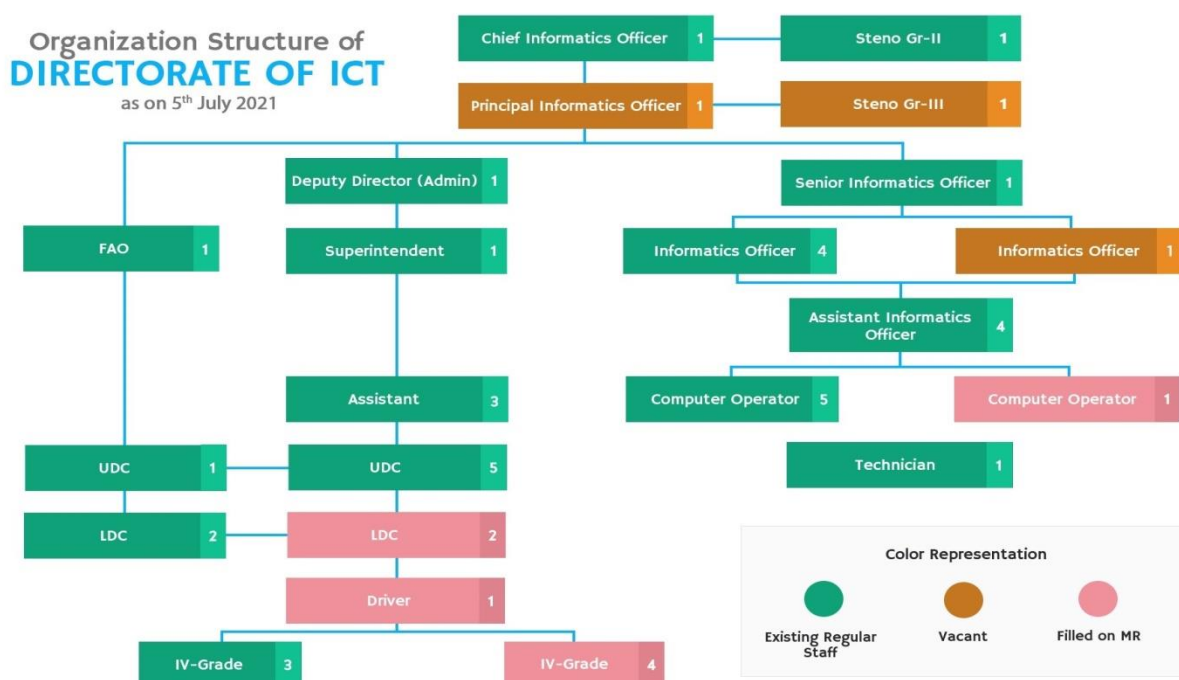 Organization Structure of
DIRECTORATE OF ICT
as on 5th July 2021
Chief Informatics Officer 1
Steno Gr-II 1
Principal Informatics Officer 1
Steno Gr-III 1
Deputy Director (Admin) 1
Senior Informatics Officer 1
FAO 1
Superintendent 1
Informatics Officer 4
Informatics Officer 1
Assistant Informatics
Officer
4
Assistant 3
Computer Operator 5
Computer Operator 1
UDC 1
UDC 5
Technician 1
LDC 2
LDC 2
Driver 1
IV-Grade 3
IV-Grade 4
Color Representation
Existing Regular
Staff
Vacant
Filled on MR